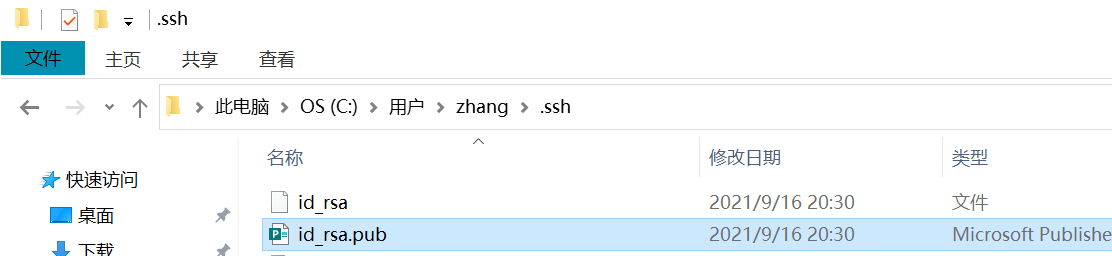 .ssh
文件 主页 共享 查看
此电脑 OS (C:) 用户 zhang .ssh
名称 修改日期 类型
快速访问
id_rsa 2021/9/16 20:30 文件
桌面
id_rsa.pub 2021/9/16 20:30 Microsoft Publishe
下载